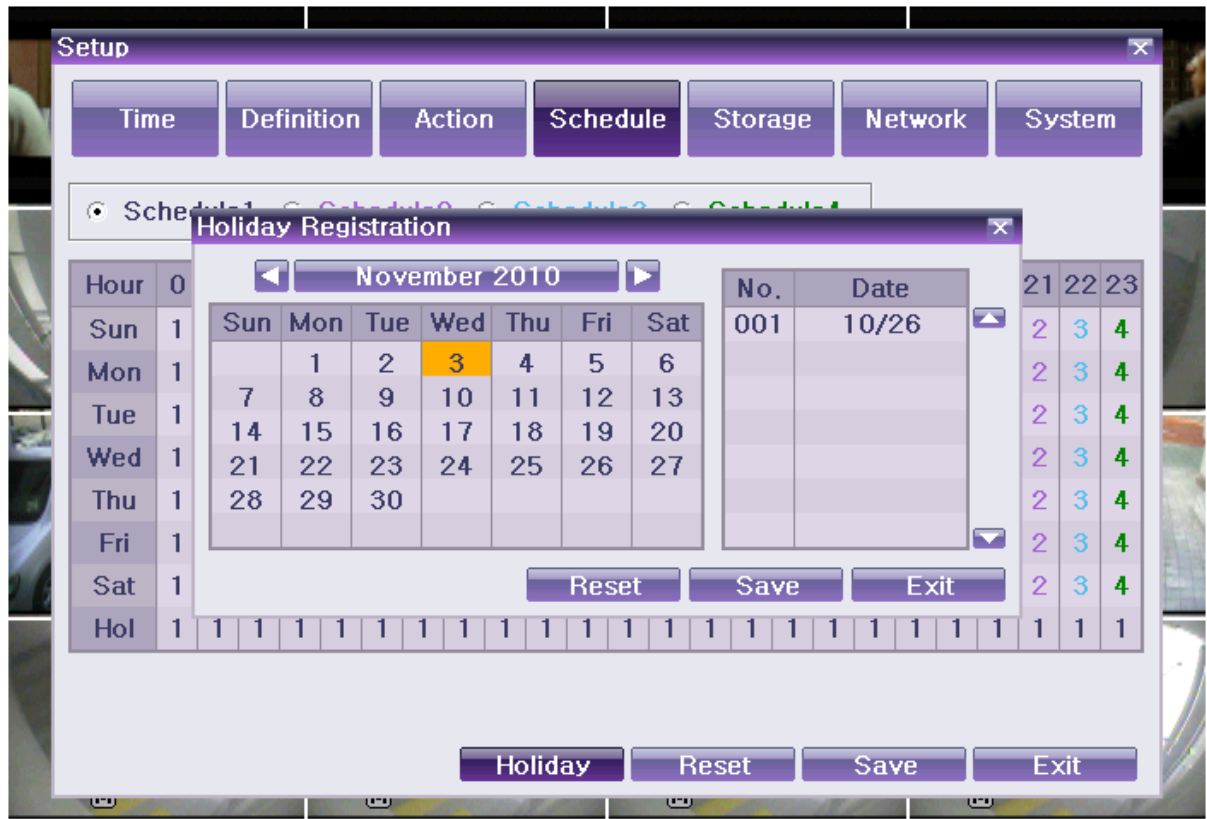 Setup
Time Definition Action Schedule Storage Network System
Schedule1 Schedule2 Schedule3 Schedule4
Holiday Registration
November 2010
No. Date
Hour 0 21 22 23
Sun Mon Tue Wed Thu Fri Sat
001 10/26
Sun 1 2 3 4
1 2 3 4 5 6
Mon 1 2 3 4
7 8 9 10 11 12 13
Tue 1 2 3 4
14 15 16 17 18 19 20
Wed 1 2 3 4
21 22 23 24 25 26 27
Thu 1 2 3 4
28 29 30
Fri 1 2 3 4
Sat 1 2 3 4
Reset Save Exit
Hol 1 1 1 1 1 1 1 1 1 1 1 1 1 1 1 1 1 1 1 1 1 1 1 1
Holiday Reset Save Exit